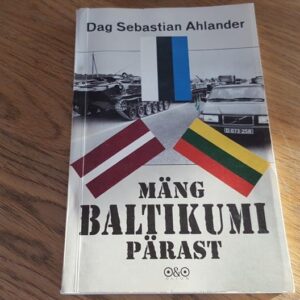 Dag Sebastian Ahlander
MÄNG
BALTIKUMI
PÄRAST
O&O